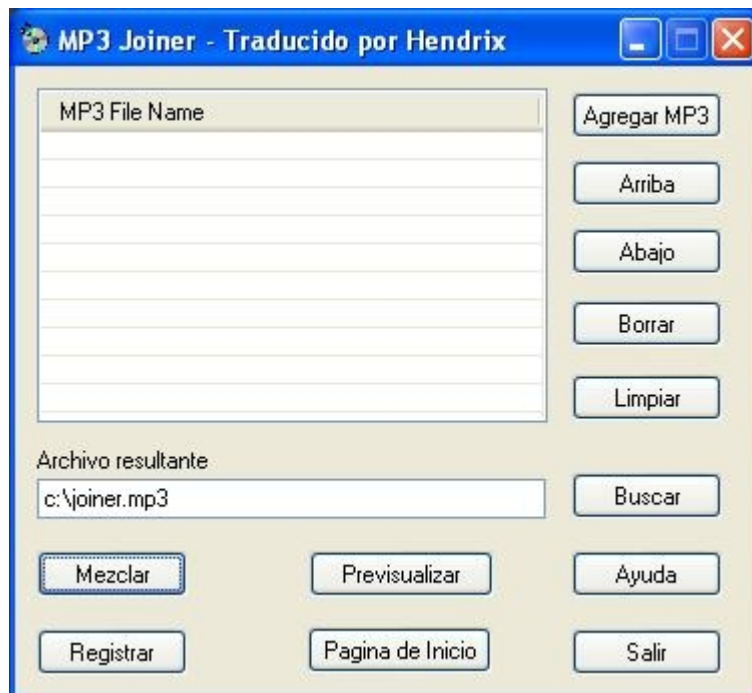 MP3 Joiner - Traducido por Hendrix
MP3 File Name
Agregar MP3
Arriba
Abajo
Borrar
Limpiar
Archivo resultante
c:\joiner.mp3
Buscar
Mezclar
Previsualizar
Ayuda
Registrar
Pagina de Inicio
Salir